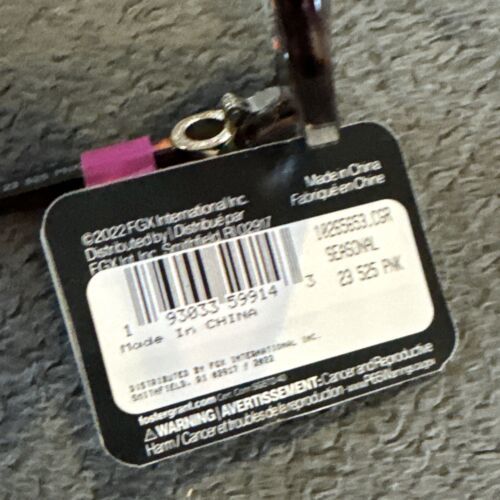 ©2022 FGX International Inc.
Distributed by | Distribué par
FGX Int. Inc., Smithfield, RI 02917
Made in China
Fabriqué en Chine
10265653.CGR
SEASONAL
23 525 PNK
1 93033 59914 3
Made In CHINA
DISTRIBUTED BY FGX INTERNATIONAL INC.
SMITHFIELD, RI 02917 / 2022
fostergrant.com
⚠WARNING | AVERTISSEMENT: Cancer and Reproductive
Harm / Cancer et troubles de la reproduction - www.P65Warnings.ca.gov